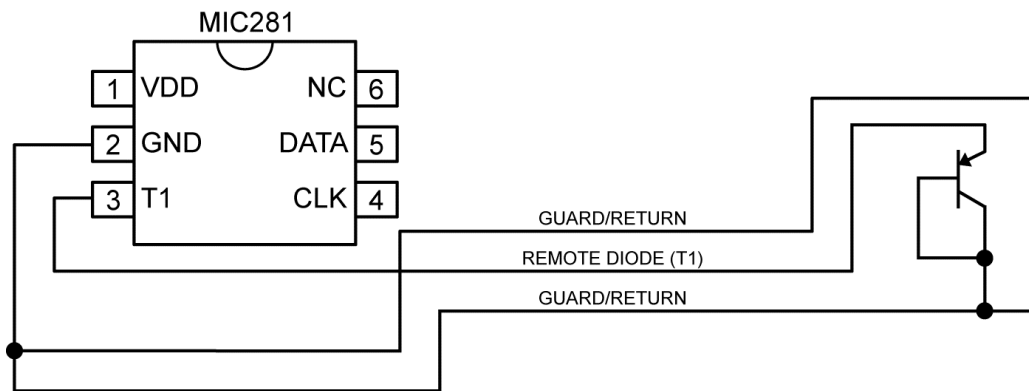 MIC281
1 VDD NC 6
2 GND DATA 5
3 T1 CLK 4
GUARD/RETURN
REMOTE DIODE (T1)
GUARD/RETURN